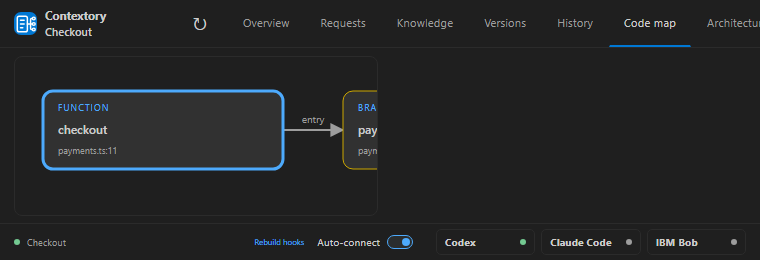 Contextory
Checkout
↻ Overview Requests Knowledge Versions History Code map Architectu
FUNCTION
checkout
payments.ts:11
entry
BRA
pay
paym
Checkout
Rebuild hooks Auto-connect Codex Claude Code IBM Bob